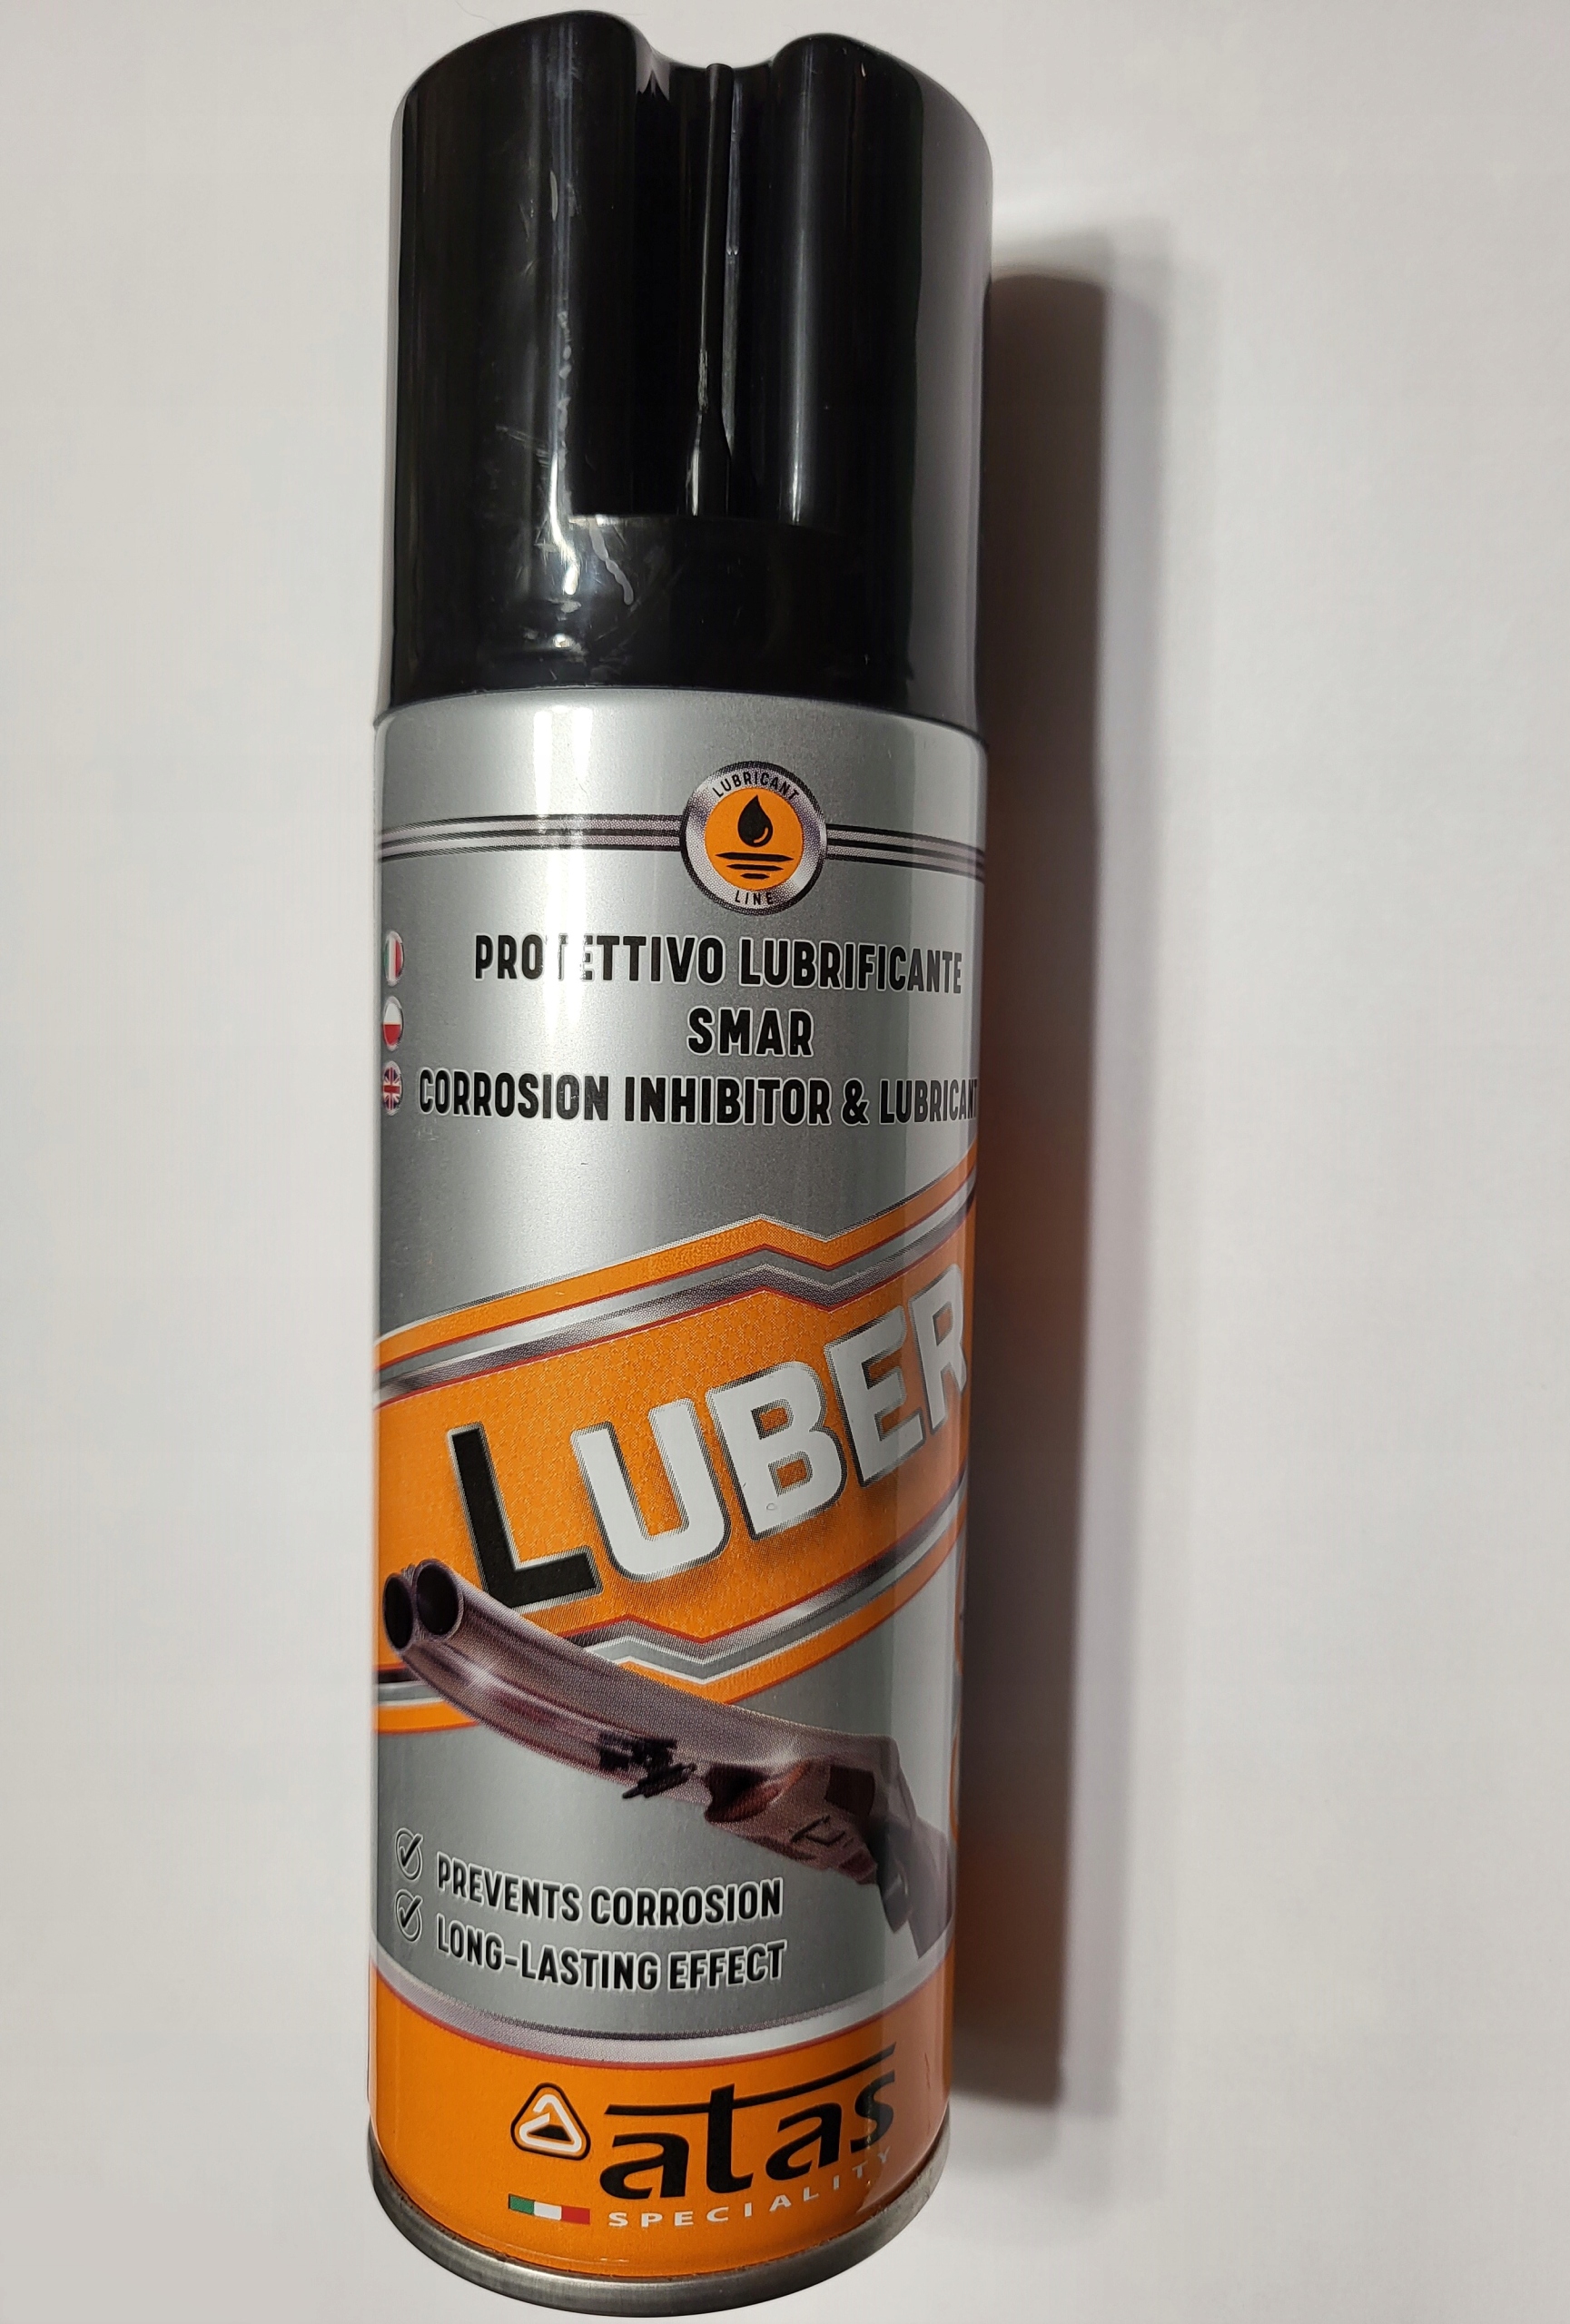 LUBRICANT
LINE
PROTETTIVO LUBRIFICANTE
SMAR
CORROSION INHIBITOR & LUBRICANT
LUBER
PREVENTS CORROSION
LONG-LASTING EFFECT
atas
SPECIALITY